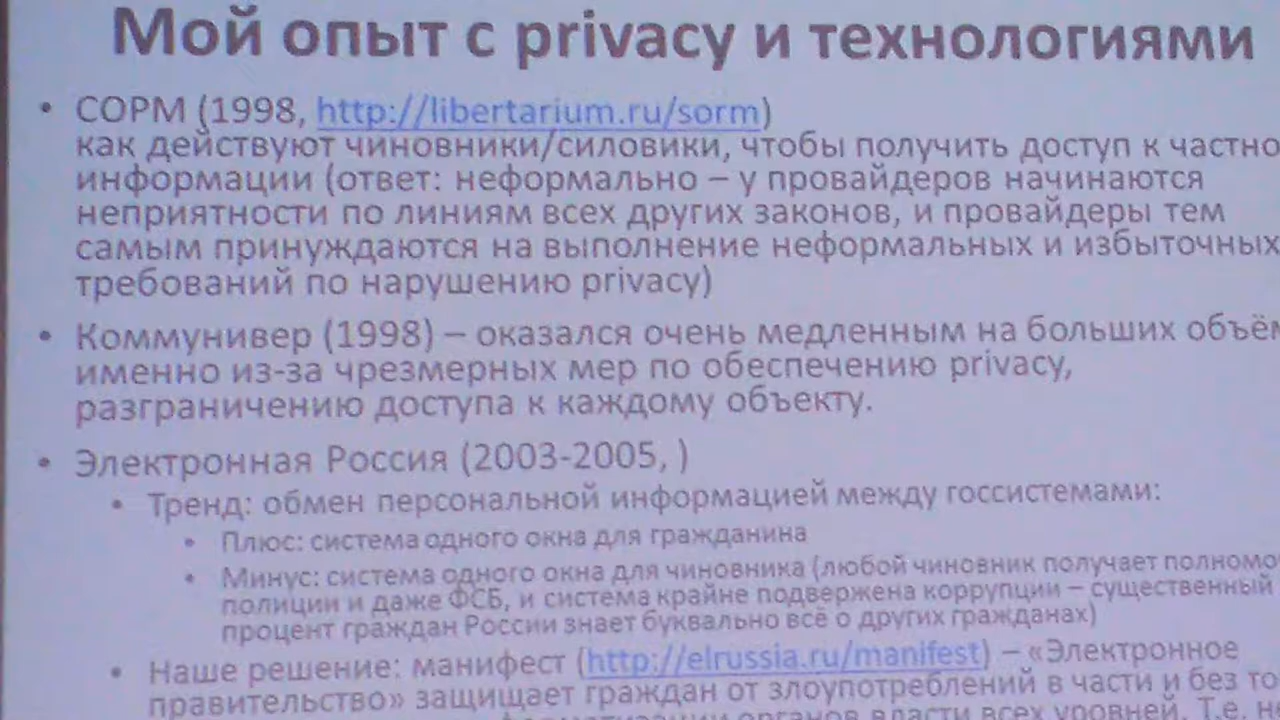 Мой опыт с privacy и технологиями
• СОРМ (1998, http://libertarium.ru/sorm)
как действуют чиновники/силовики, чтобы получить доступ к частно
информации (ответ: неформально – у провайдеров начинаются
неприятности по линиям всех других законов, и провайдеры тем
самым принуждаются на выполнение неформальных и избыточных
требований по нарушению privacy)
• Коммунивер (1998) – оказался очень медленным на больших объём
именно из-за чрезмерных мер по обеспечению privacy,
разграничению доступа к каждому объекту.
• Электронная Россия (2003-2005, )
• Тренд: обмен персональной информацией между госсистемами:
• Плюс: система одного окна для гражданина
• Минус: система одного окна для чиновника (любой чиновник получает полномо
полиции и даже ФСБ, и система крайне подвержена коррупции – существенный
процент граждан России знает буквально всё о других гражданах)
• Наше решение: манифест (http://elrussia.ru/manifest) – «Электронное
правительство» защищает граждан от злоупотреблений в части и без то
органов власти всех уровней. Т.е.